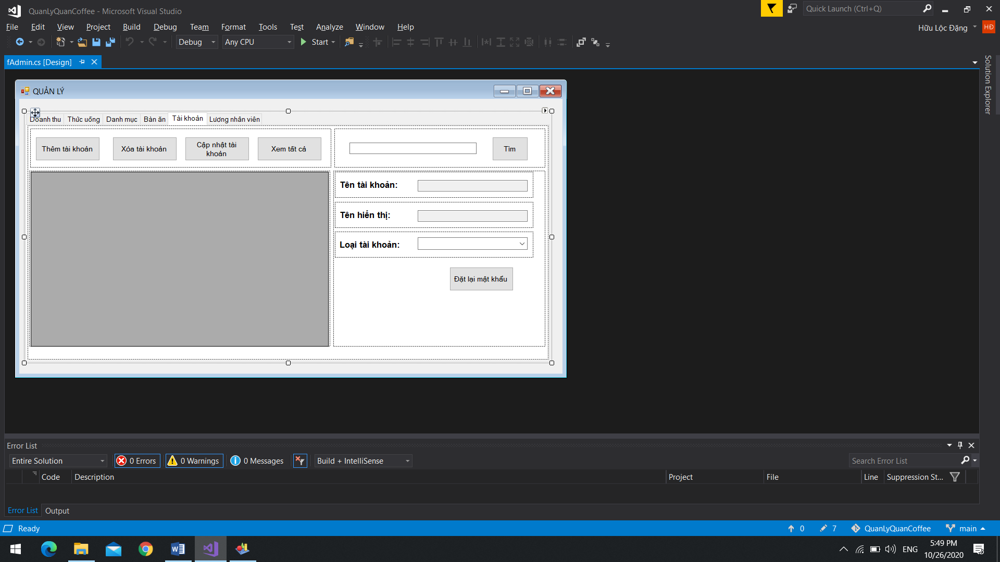 QuanLyQuanCoffee - Microsoft Visual Studio
Quick Launch (Ctrl+Q)
File Edit View Project Build Debug Team Format Tools Test Analyze Window Help
Hữu Lộc Đặng HĐ
Debug Any CPU Start
fAdmin.cs [Design]
Solution Explorer
QUẢN LÝ
Doanh thu Thức uống Danh mục Bàn ăn Tài khoản Lương nhân viên
Thêm tài khoản
Xóa tài khoản
Cập nhật tài
khoản
Xem tất cả
Tìm
Tên tài khoản:
Tên hiển thị:
Loại tài khoản:
Đặt lại mật khẩu
Error List
Entire Solution 0 Errors 0 Warnings 0 Messages Build + IntelliSense Search Error List
Code Description Project File Line Suppression St...
Error List Output
Ready 0 7 QuanLyQuanCoffee main
ENG
5:49 PM
10/26/2020